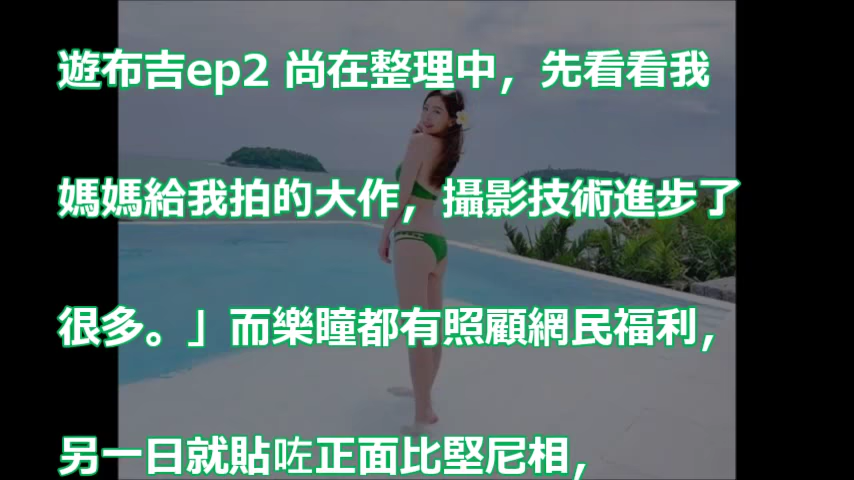 遊布吉ep2 尚在整理中，先看看我
媽媽給我拍的大作，攝影技術進步了
很多。」而樂瞳都有照顧網民福利，
另一日就貼咗正面比堅尼相，